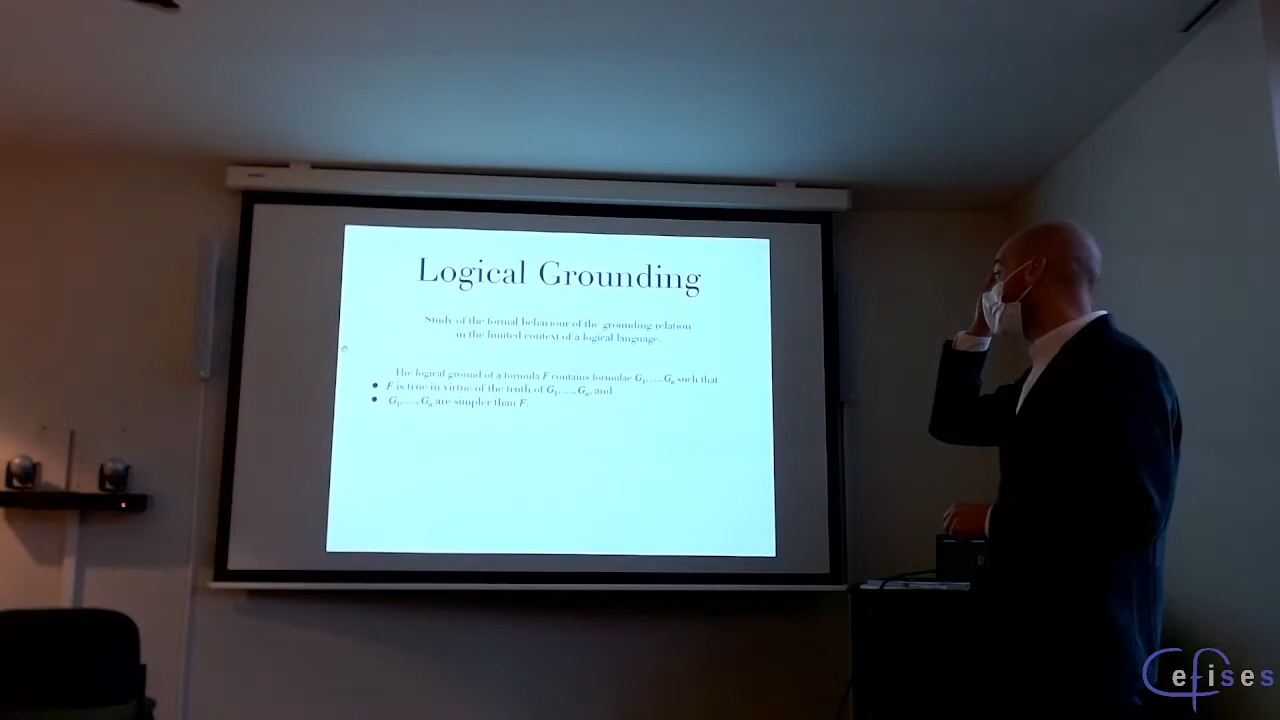 Logical Grounding
Study of the formal behaviour of the grounding relation
in the limited context of a logical language.
The logical ground of a formula F contains formulae G₁, …, Gₙ such that
• F is true in virtue of the truth of G₁, …, Gₙ, and
• G₁, …, Gₙ are simpler than F.
Cefises